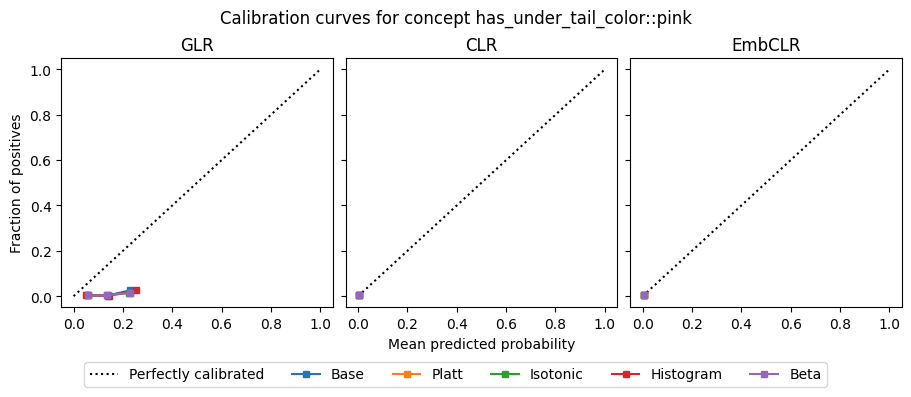 Calibration curves for concept has_under_tail_color::pink
GLR
CLR
EmbCLR
Fraction of positives
1.0
0.8
0.6
0.4
0.2
0.0
0.0 0.2 0.4 0.6 0.8 1.0
0.0 0.2 0.4 0.6 0.8 1.0
0.0 0.2 0.4 0.6 0.8 1.0
Mean predicted probability
Perfectly calibrated Base Platt Isotonic Histogram Beta